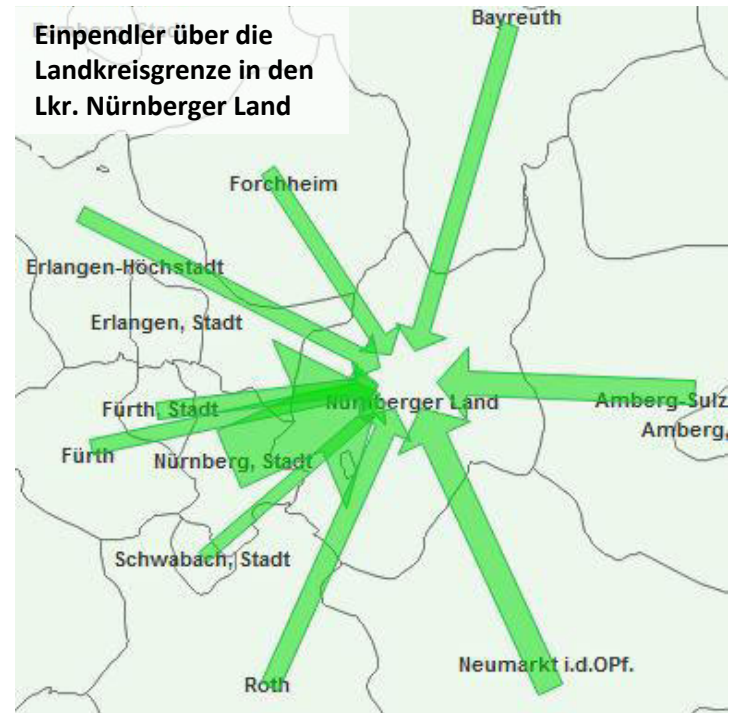 Einpendler über die
Landkreisgrenze in den
Lkr. Nürnberger Land
Bayreuth
Forchheim
Erlangen-Höchstadt
Erlangen, Stadt
Fürth, Stadt
Nürnberger Land
Amberg-Sulz
Amberg,
Fürth
Nürnberg, Stadt
Schwabach, Stadt
Neumarkt i.d.OPf.
Roth